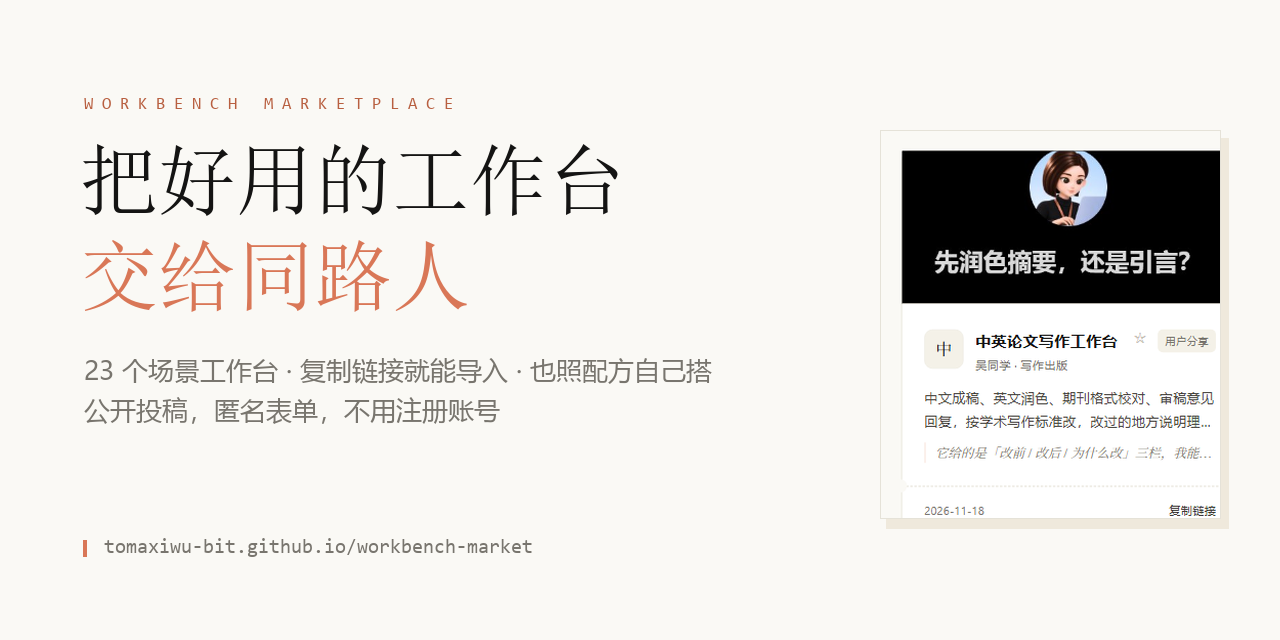 WORKBENCH MARKETPLACE
把好用的工作台
交给同路人
23 个场景工作台 · 复制链接就能导入 · 也照配方自己搭
公开投稿，匿名表单，不用注册账号
tomaxiwu-bit.github.io/workbench-market
先润色摘要，还是引言？
中
中英论文写作工作台 ☆ 用户分享
吴同学 · 写作出版
中文成稿、英文润色、期刊格式校对、审稿意见
回复，按学术写作标准改，改过的地方说明理...
它给的是「改前 / 改后 / 为什么改」三栏，我能...
2026-11-18 复制链接